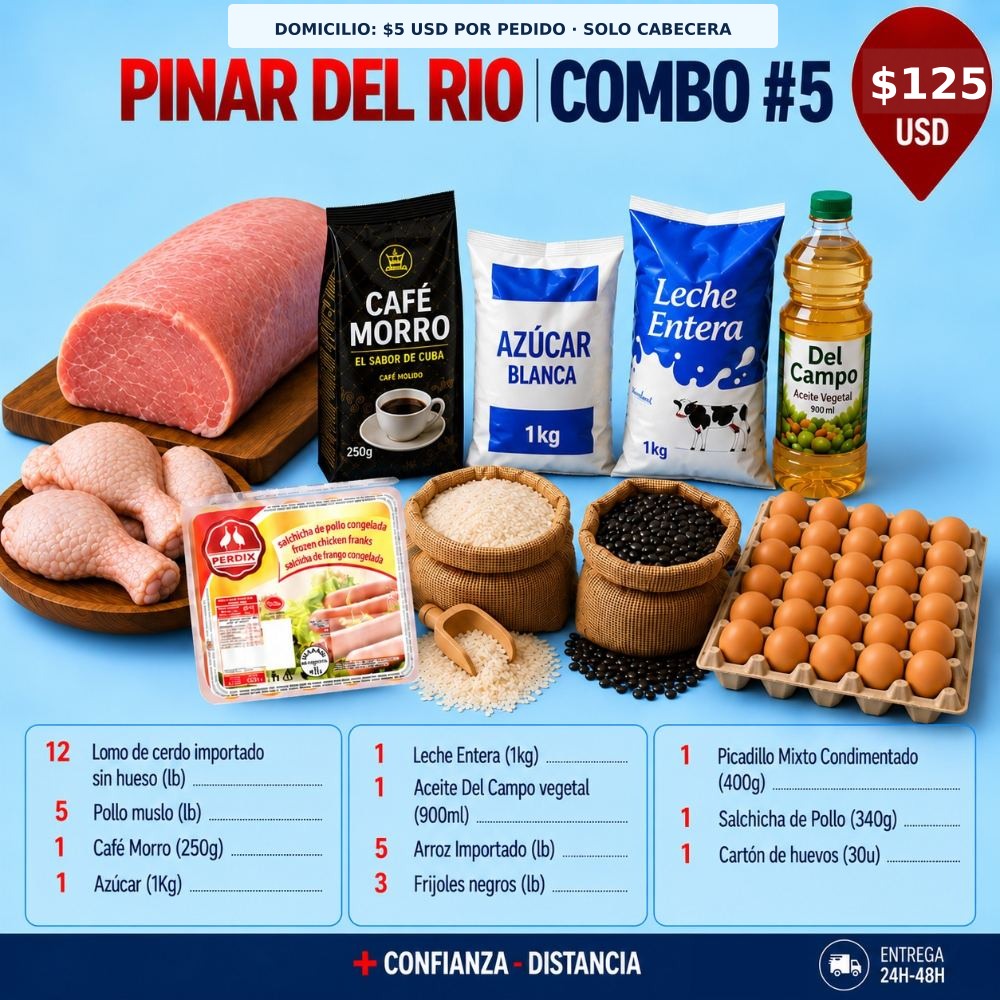 DOMICILIO: $5 USD POR PEDIDO · SOLO CABECERA
PINAR DEL RIO | COMBO #5
$125
USD
CAFÉ
MORRO
EL SABOR DE CUBA
CAFÉ MOLIDO
250g
AZÚCAR
BLANCA
1kg
Leche
Entera
1kg
Del
Campo
Aceite Vegetal
900 ml
PERDIX
salchicha de pollo congelada
frozen chicken franks
salchicha de frango congelada
12 Lomo de cerdo importado
sin hueso (lb)
5 Pollo muslo (lb)
1 Café Morro (250g)
1 Azúcar (1Kg)
1 Leche Entera (1kg)
1 Aceite Del Campo vegetal
(900ml)
5 Arroz Importado (lb)
3 Frijoles negros (lb)
1 Picadillo Mixto Condimentado
(400g)
1 Salchicha de Pollo (340g)
1 Cartón de huevos (30u)
+ CONFIANZA - DISTANCIA
ENTREGA
24H-48H